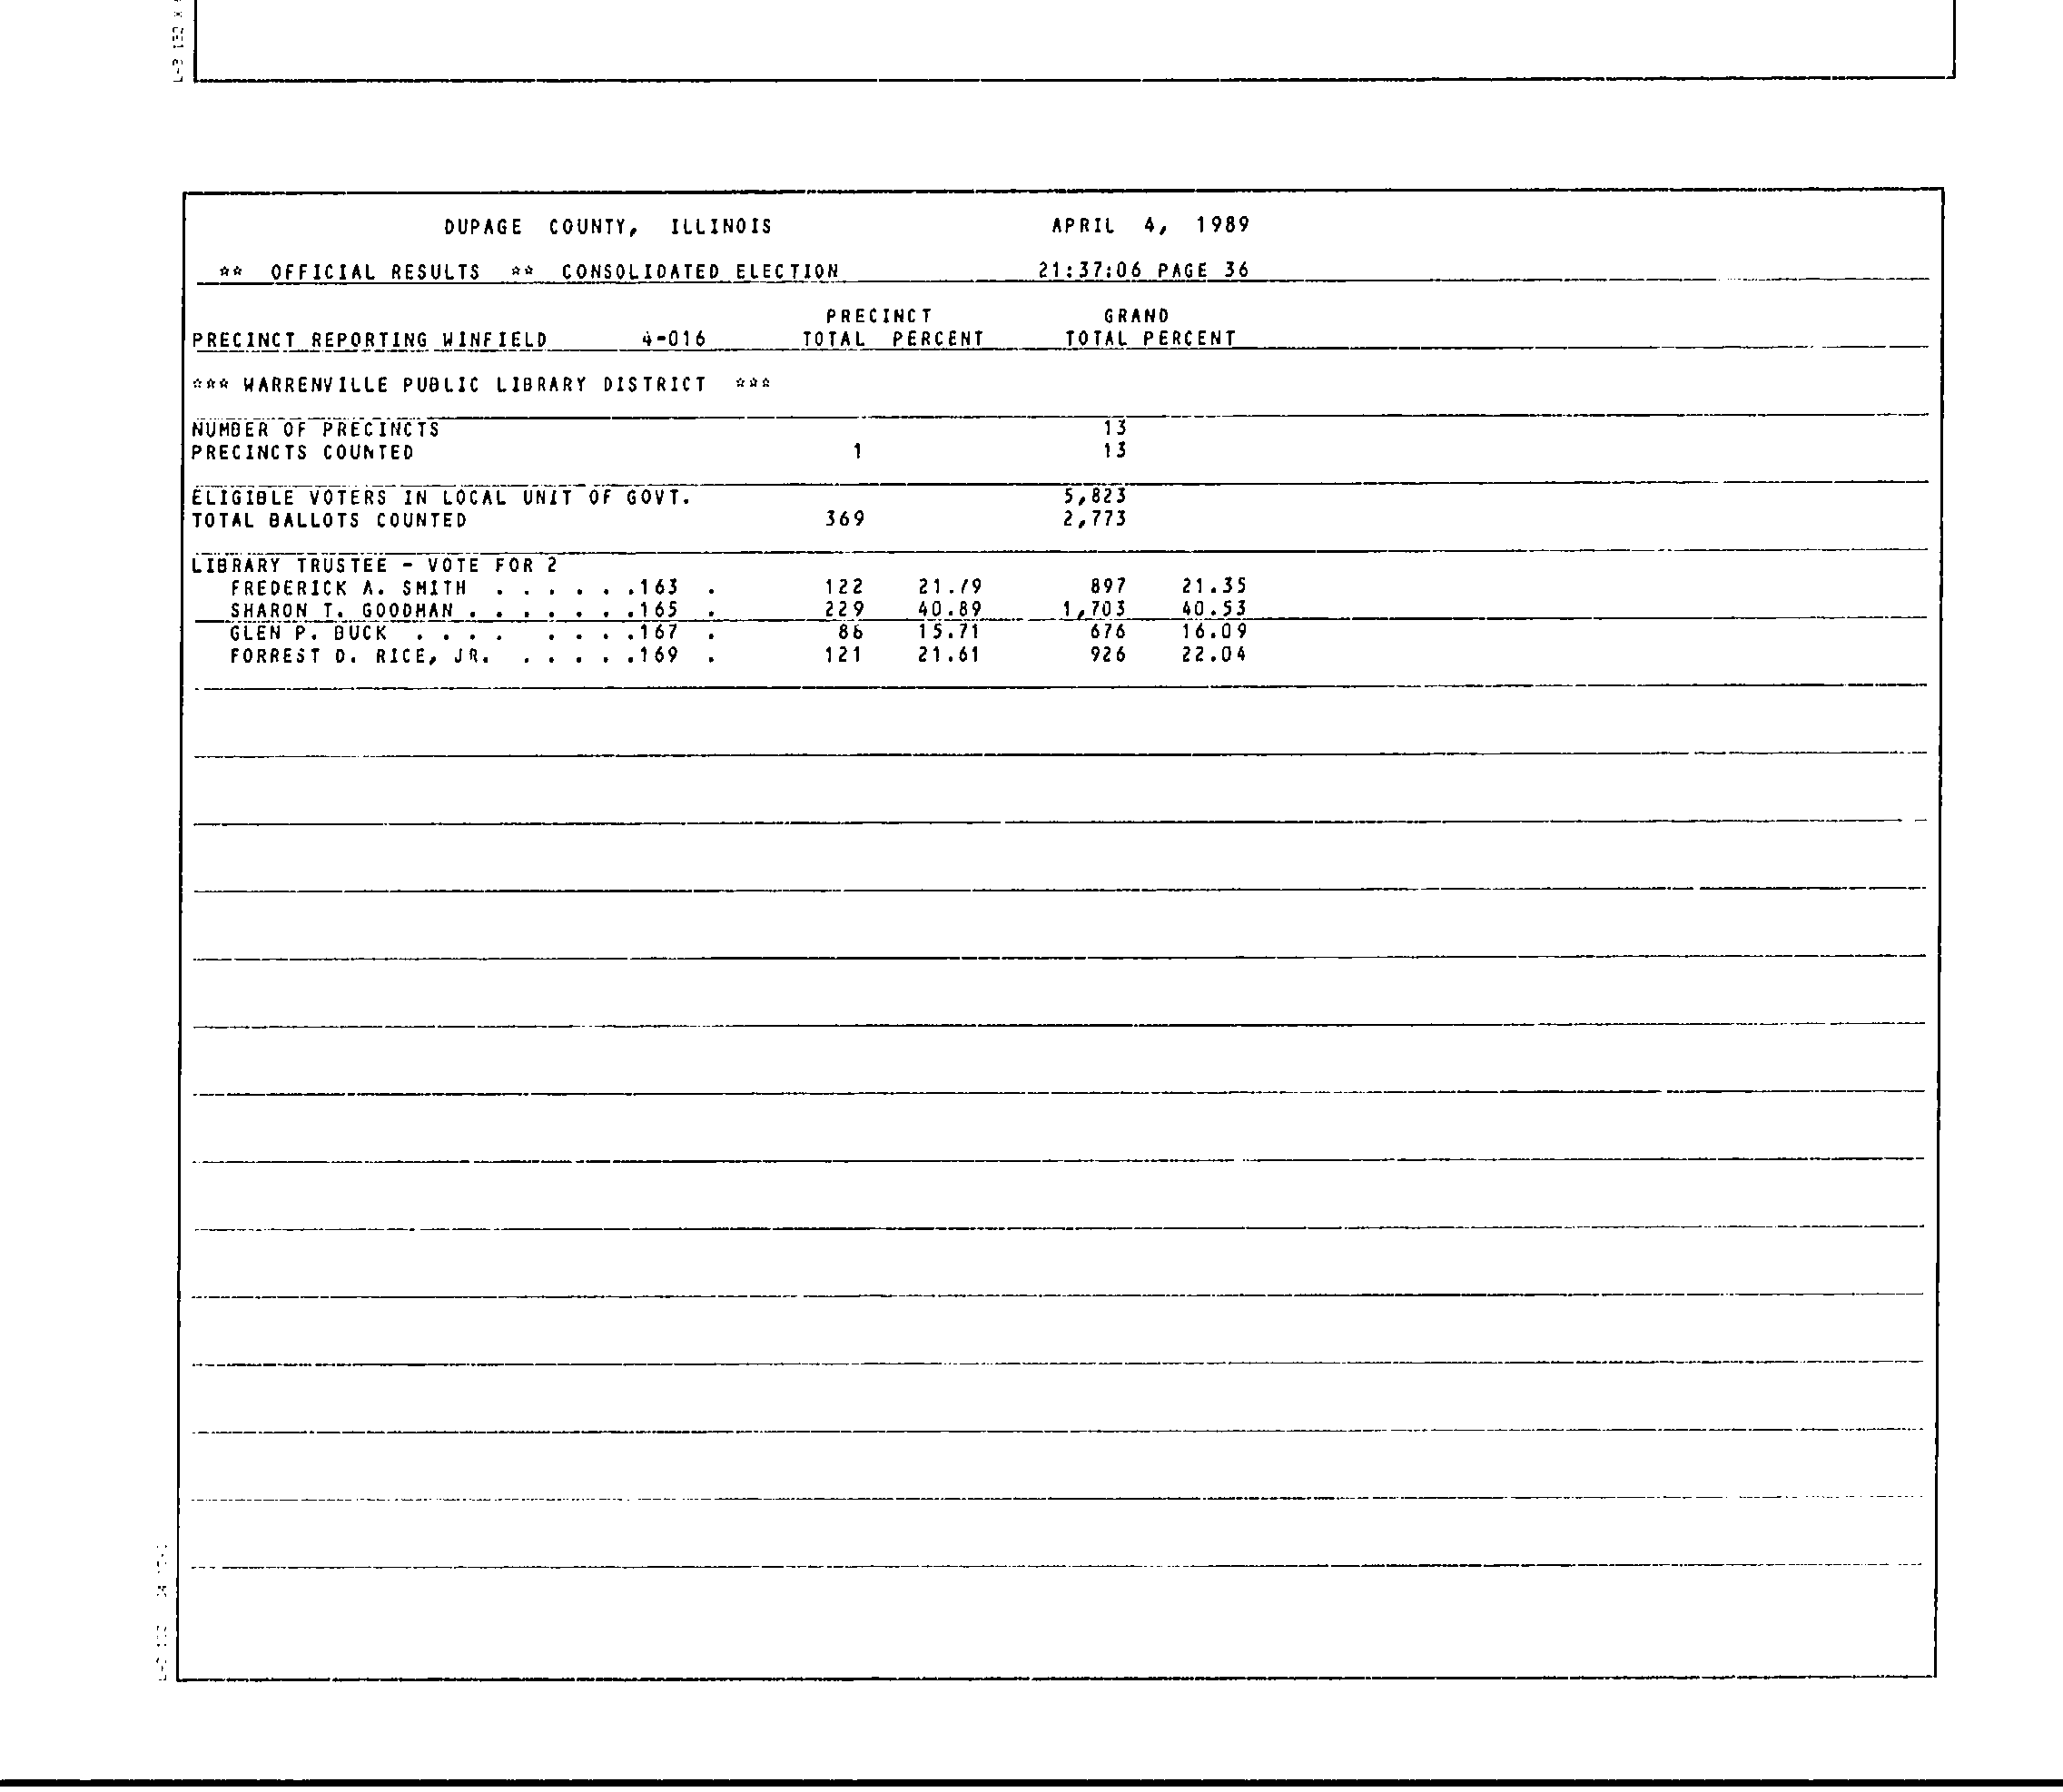 DUPAGE COUNTY, ILLINOIS APRIL 4, 1989
** OFFICIAL RESULTS ** CONSOLIDATED ELECTION 21:37:06 PAGE 36
PRECINCT GRAND
PRECINCT REPORTING WINFIELD 4-016 TOTAL PERCENT TOTAL PERCENT
*** WARRENVILLE PUBLIC LIBRARY DISTRICT ***
NUMBER OF PRECINCTS 13
PRECINCTS COUNTED 1 13
ELIGIBLE VOTERS IN LOCAL UNIT OF GOVT. 5,823
TOTAL BALLOTS COUNTED 369 2,773
LIBRARY TRUSTEE - VOTE FOR 2
FREDERICK A. SMITH . . . . . .163 . 122 21.79 897 21.35
SHARON T. GOODMAN . . . . . . .165 . 229 40.89 1,703 40.53
GLEN P. BUCK . . . . . . . .167 . 88 15.71 676 16.09
FORREST D. RICE, JR. . . . . .169 . 121 21.61 926 22.04